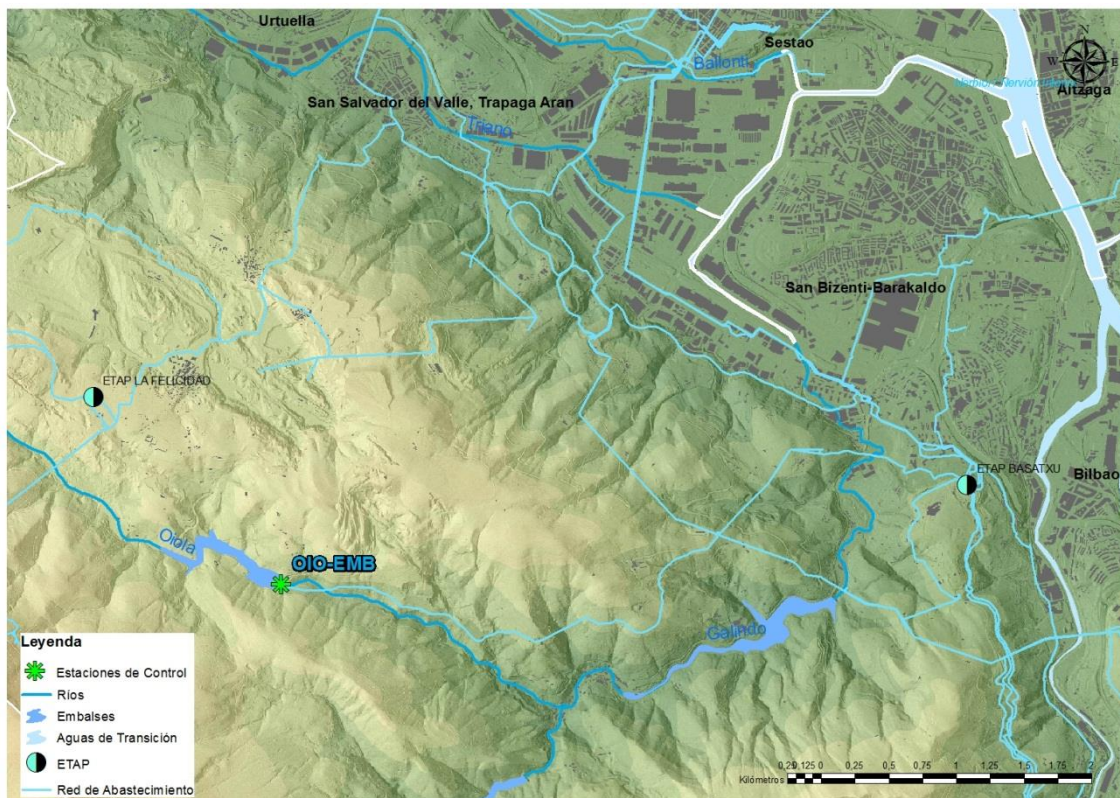 Urtuella
Sestao
Ballonti
N
W
E
San Salvador del Valle, Trapaga Aran
Aitzaga
Triano
San Bizenti-Barakaldo
ETAP LA FELICIDAD
ETAP BASATXU
Bilbao
Oiola
OIO-EMB
Galindo
Leyenda
Estaciones de Control
Ríos
Embalses
Aguas de Transición
ETAP
Red de Abastecimiento
0,25 0,125 0 0,25 0,5 0,75 1 1,25 1,5 1,75 2
Kilómetros